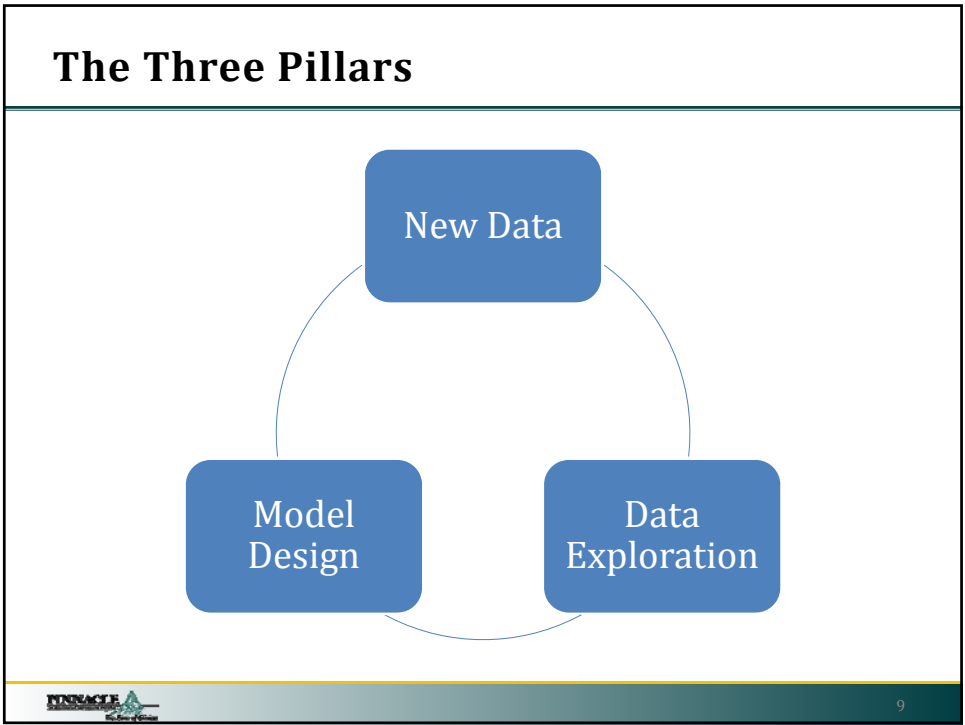 The Three Pillars
New Data
Model
Design
Data
Exploration
PINNACLE
9